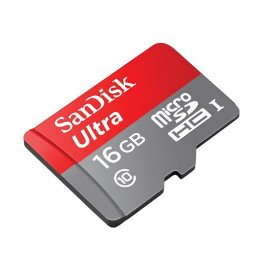 SanDisk
Ultra
16GB
micro
SD
HC I
10